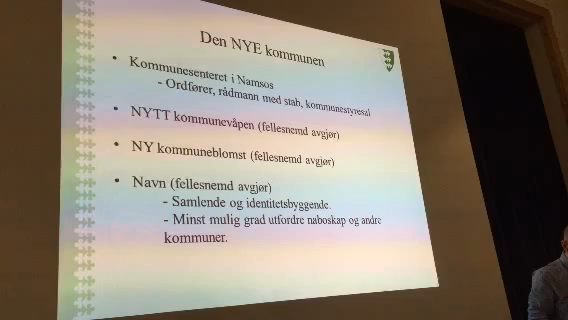 Den NYE kommunen
• Kommunesenteret i Namsos
- Ordfører, rådmann med stab, kommunestyresal
• NYTT kommunevåpen (fellesnemd avgjør)
• NY kommuneblomst (fellesnemd avgjør)
• Navn (fellesnemd avgjør)
- Samlende og identitetsbyggende.
- Minst mulig grad utfordre naboskap og andre
kommuner.